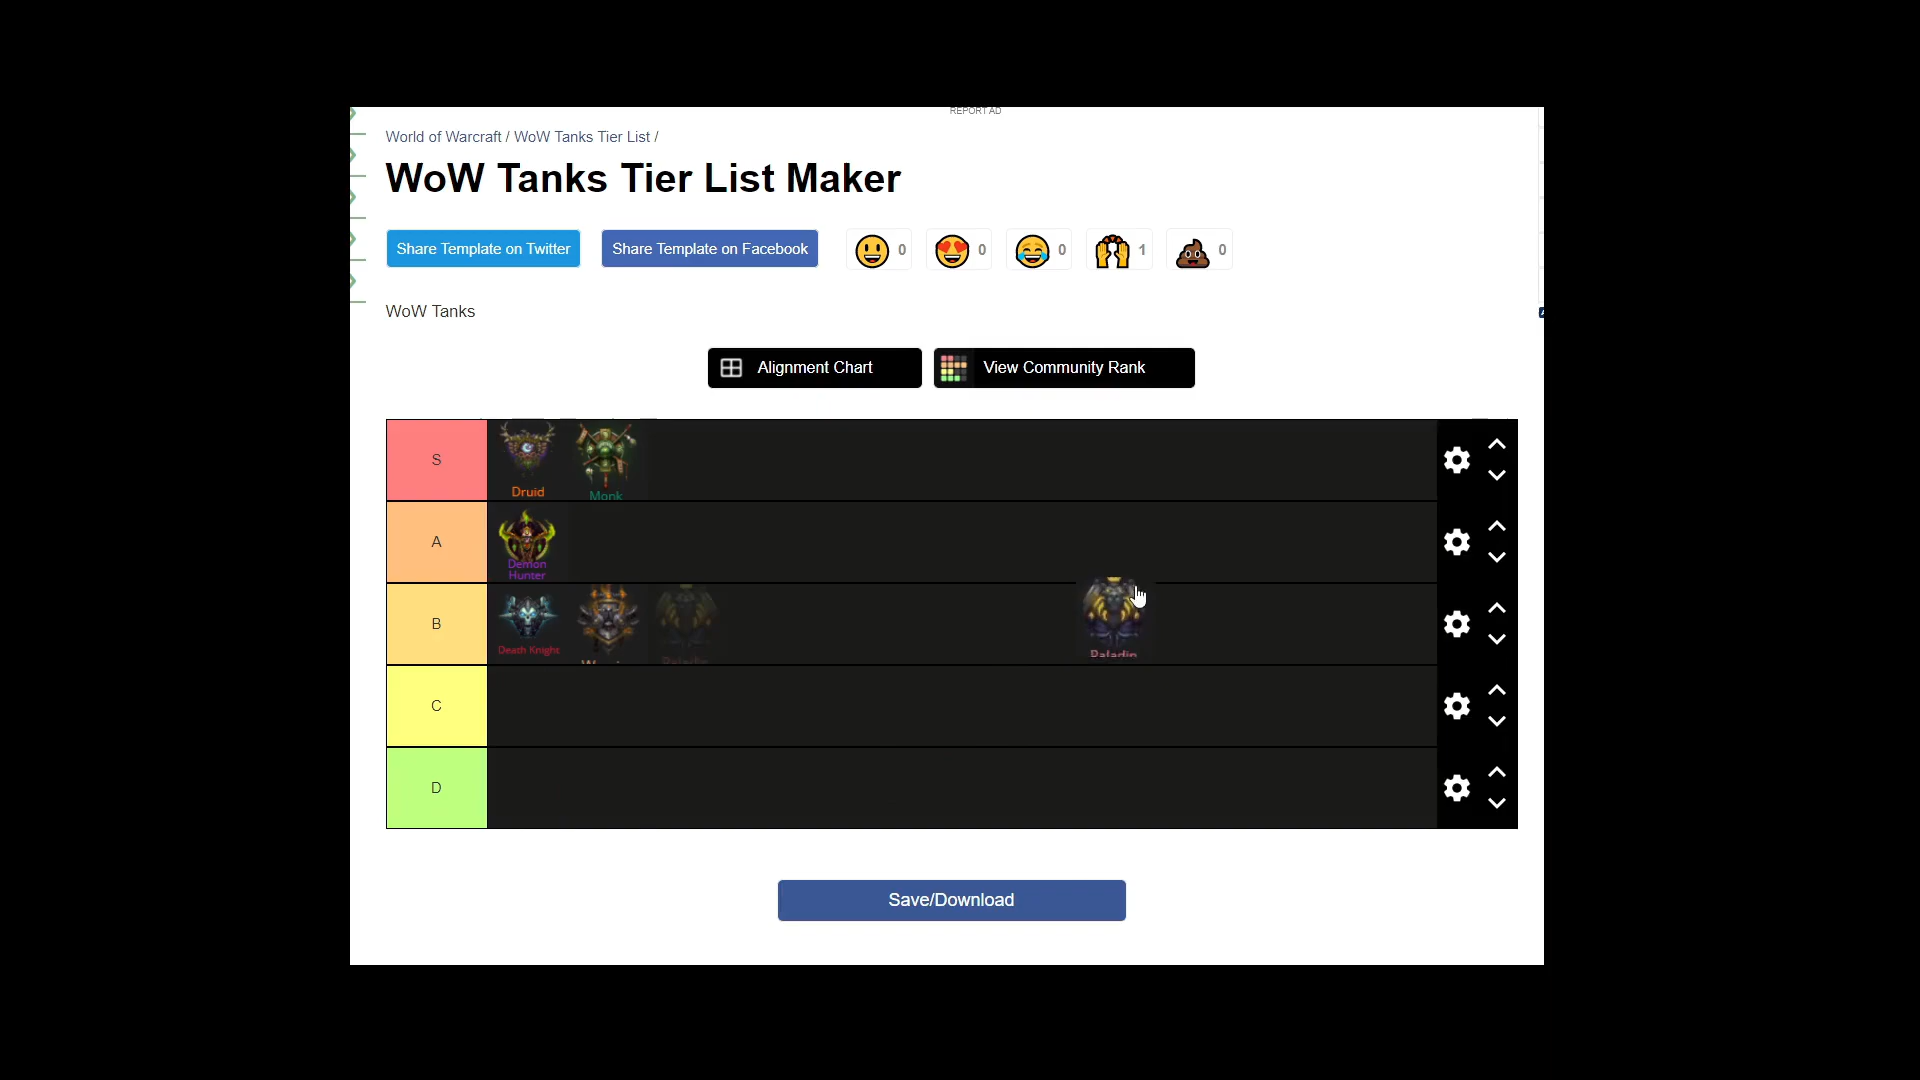 REPORT AD
World of Warcraft / WoW Tanks Tier List /
WoW Tanks Tier List Maker
Share Template on Twitter
Share Template on Facebook
0
0
0
1
0
WoW Tanks
Alignment Chart
View Community Rank
S
Druid
Monk
A
Demon
Hunter
B
Death Knight
Paladin
Paladin
C
D
Save/Download